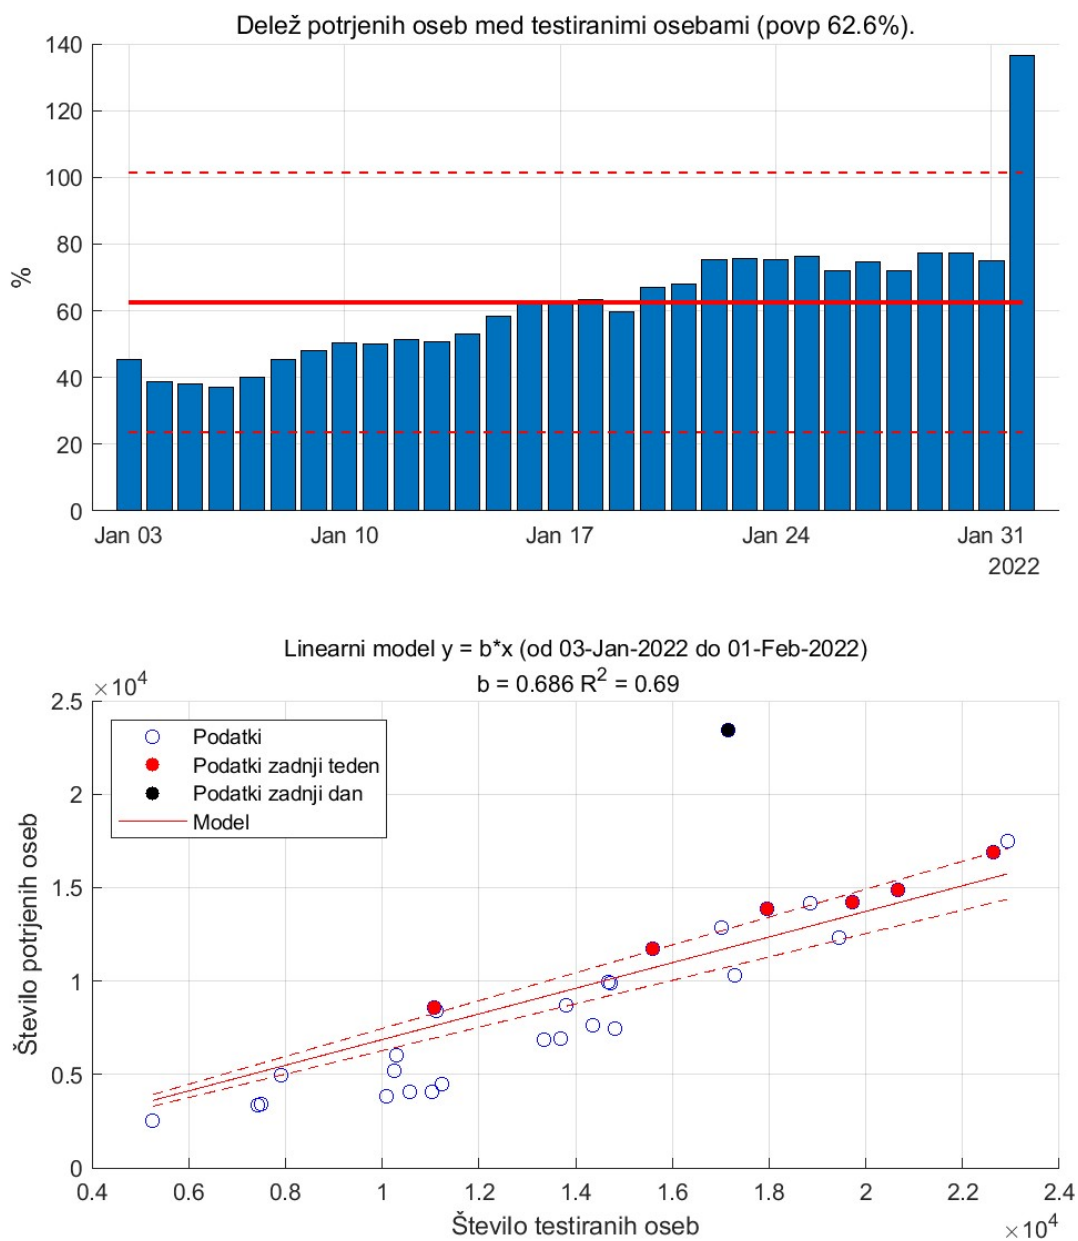 Delež potrjenih oseb med testiranimi osebami (povp 62.6%).
140
120
100
80
60
40
20
0
%
Jan 03 Jan 10 Jan 17 Jan 24 Jan 31
2022
Linearni model y = b*x (od 03-Jan-2022 do 01-Feb-2022)
b = 0.686 R² = 0.69
×10⁴
2.5
2
1.5
1
0.5
0
Število potrjenih oseb
Podatki
Podatki zadnji teden
Podatki zadnji dan
Model
0.4 0.6 0.8 1 1.2 1.4 1.6 1.8 2 2.2 2.4
Število testiranih oseb
×10⁴